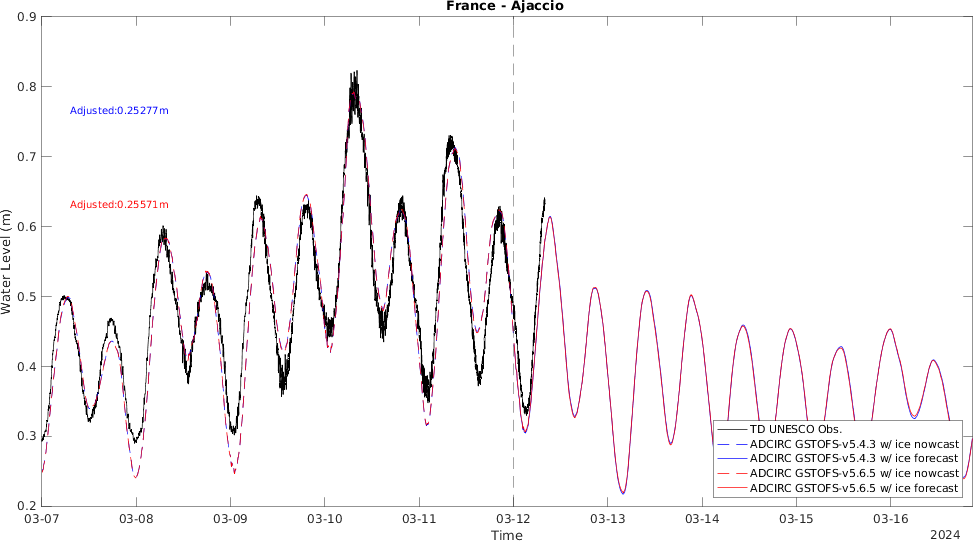 France - Ajaccio
0.9
0.8
0.7
0.6
0.5
0.4
0.3
0.2
Water Level (m)
Adjusted:0.25277m
Adjusted:0.25571m
TD UNESCO Obs.
ADCIRC GSTOFS-v5.4.3 w/ ice nowcast
ADCIRC GSTOFS-v5.4.3 w/ ice forecast
ADCIRC GSTOFS-v5.6.5 w/ ice nowcast
ADCIRC GSTOFS-v5.6.5 w/ ice forecast
03-07 03-08 03-09 03-10 03-11 03-12 03-13 03-14 03-15 03-16
Time
2024